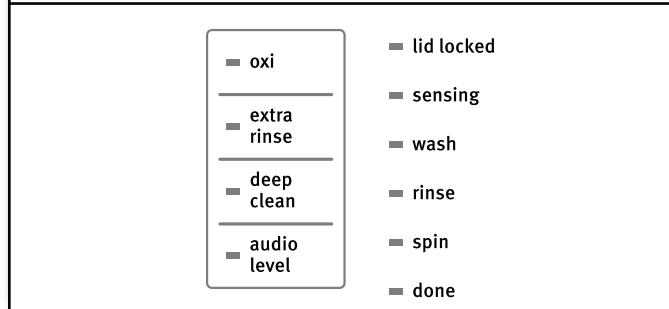 oxi
extra
rinse
deep
clean
audio
level
lid locked
sensing
wash
rinse
spin
done